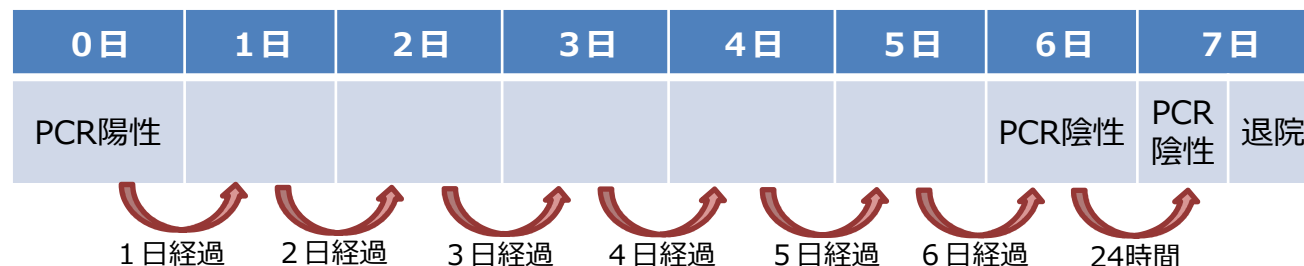 0日 1日 2日 3日 4日 5日 6日 7日
PCR陽性 PCR陰性 PCR陰性 退院
1日経過 2日経過 3日経過 4日経過 5日経過 6日経過 24時間